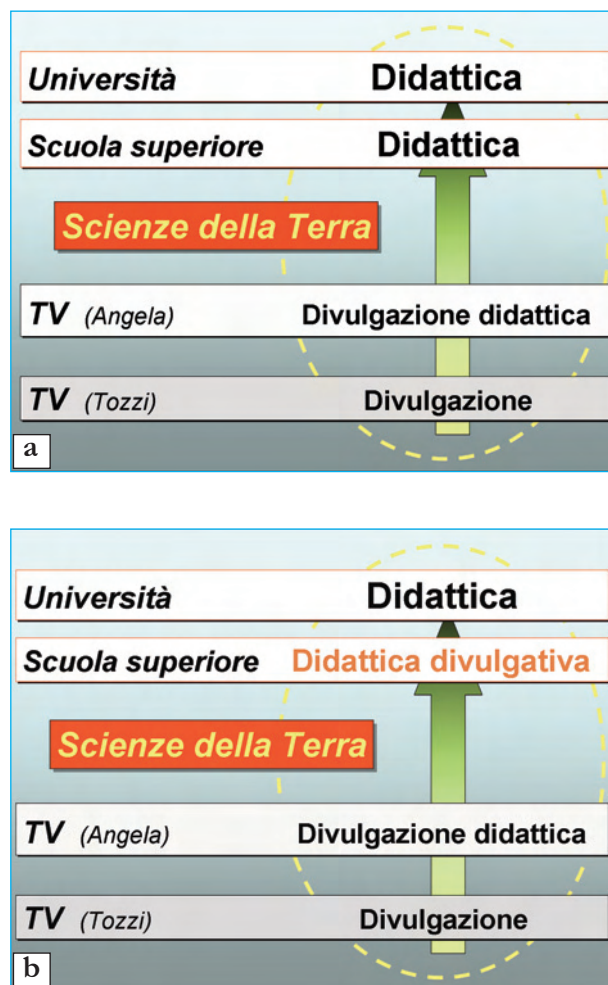 Università Didattica
Scuola superiore Didattica
Scienze della Terra
TV (Angela) Divulgazione didattica
TV (Tozzi) Divulgazione
a
Università Didattica
Scuola superiore Didattica divulgativa
Scienze della Terra
TV (Angela) Divulgazione didattica
TV (Tozzi) Divulgazione
b